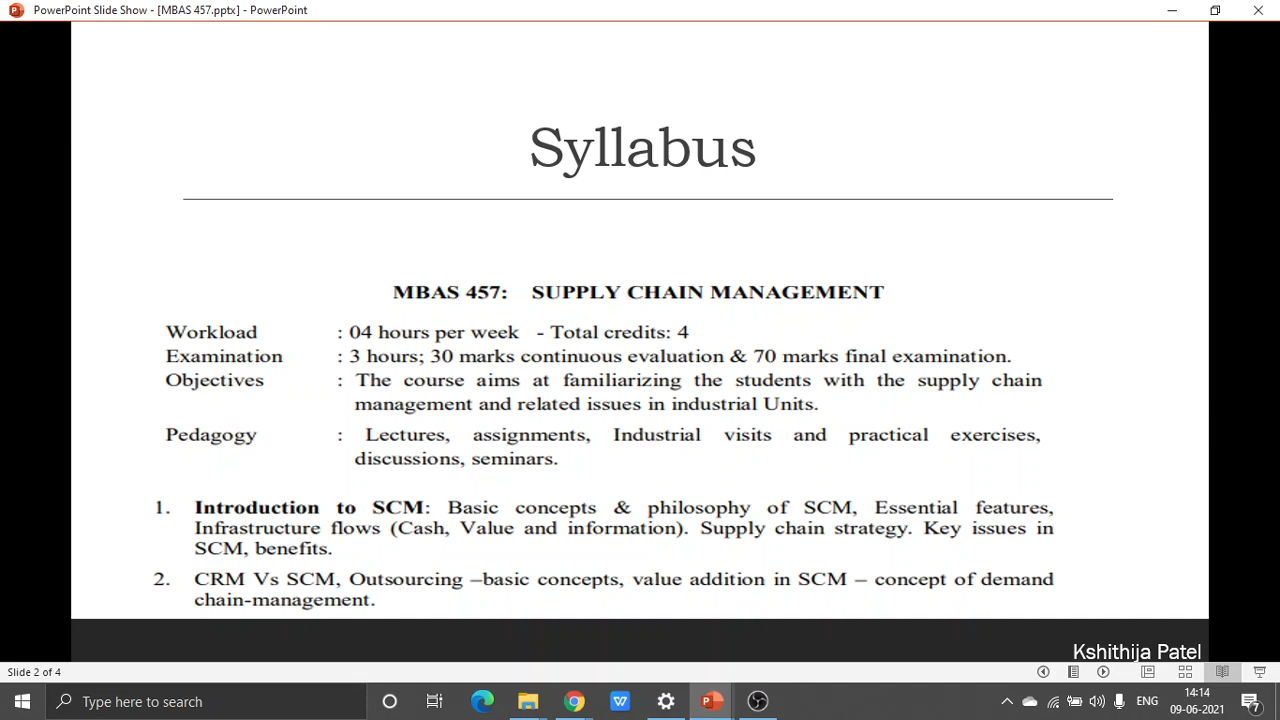 PowerPoint Slide Show - [MBAS 457.pptx] - PowerPoint
Syllabus
MBAS 457: SUPPLY CHAIN MANAGEMENT
Workload : 04 hours per week - Total credits: 4
Examination : 3 hours; 30 marks continuous evaluation & 70 marks final examination.
Objectives : The course aims at familiarizing the students with the supply chain
management and related issues in industrial Units.
Pedagogy : Lectures, assignments, Industrial visits and practical exercises,
discussions, seminars.
1. Introduction to SCM: Basic concepts & philosophy of SCM, Essential features,
Infrastructure flows (Cash, Value and information). Supply chain strategy. Key issues in
SCM, benefits.
2. CRM Vs SCM, Outsourcing –basic concepts, value addition in SCM – concept of demand
chain-management.
Kshithija Patel
Slide 2 of 4
Type here to search
ENG
14:14
09-06-2021
7